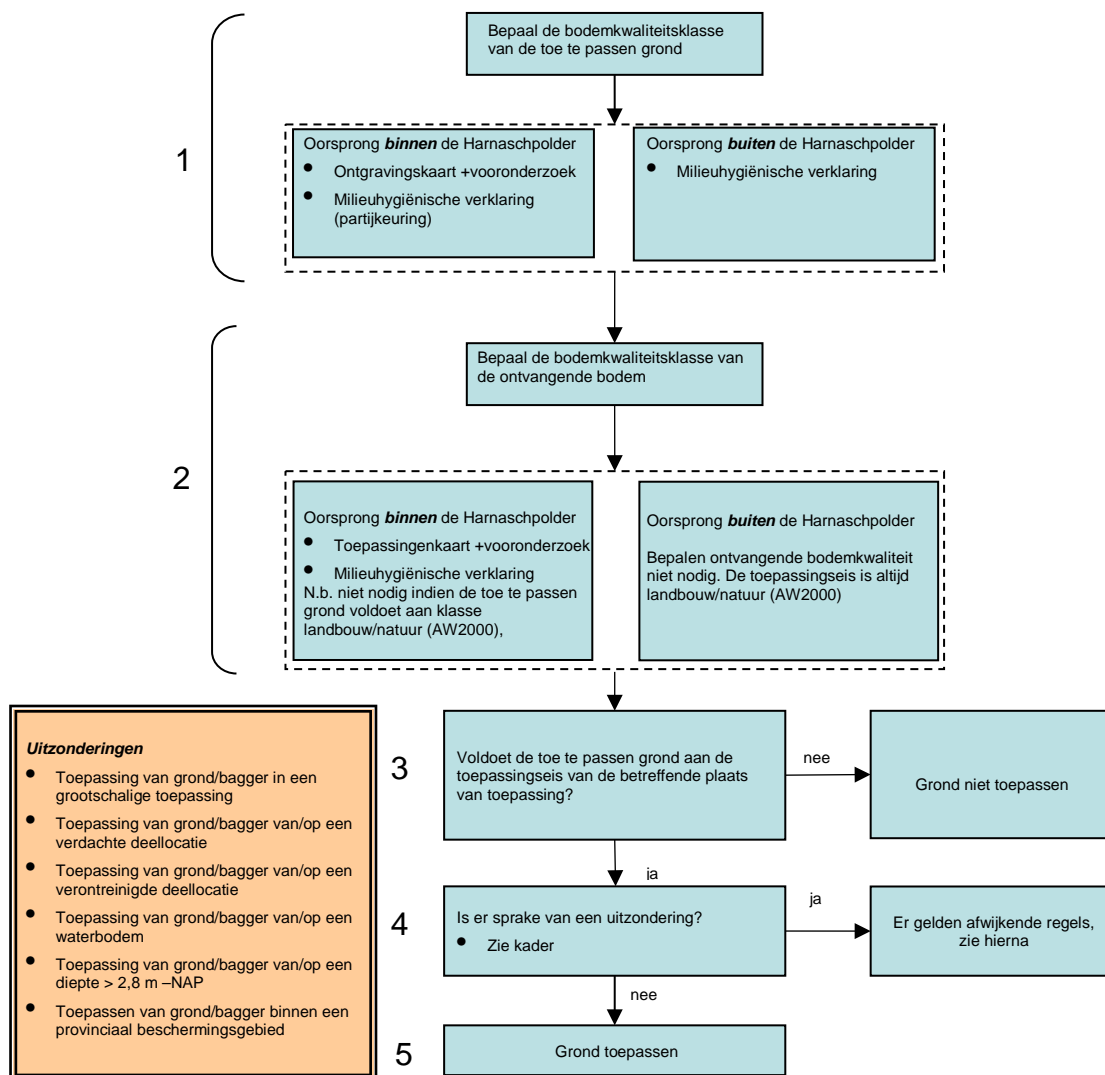 1
Bepaal de bodemkwaliteitsklasse
van de toe te passen grond
Oorsprong binnen de Harnaschpolder
• Ontgravingskaart +vooronderzoek
• Milieuhygiënische verklaring
(partijkeuring)
Oorsprong buiten de Harnaschpolder
• Milieuhygiënische verklaring
2
Bepaal de bodemkwaliteitsklasse van
de ontvangende bodem
Oorsprong binnen de Harnaschpolder
• Toepassingenkaart +vooronderzoek
• Milieuhygiënische verklaring
N.b. niet nodig indien de toe te passen
grond voldoet aan klasse
landbouw/natuur (AW2000),
Oorsprong buiten de Harnaschpolder
Bepalen ontvangende bodemkwaliteit
niet nodig. De toepassingseis is altijd
landbouw/natuur (AW2000)
Uitzonderingen
• Toepassing van grond/bagger in een
grootschalige toepassing
• Toepassing van grond/bagger van/op een
verdachte deellocatie
• Toepassing van grond/bagger van/op een
verontreinigde deellocatie
• Toepassing van grond/bagger van/op een
waterbodem
• Toepassing van grond/bagger van/op een
diepte > 2,8 m –NAP
• Toepassen van grond/bagger binnen een
provinciaal beschermingsgebied
3
Voldoet de toe te passen grond aan de
toepassingseis van de betreffende plaats
van toepassing?
nee
Grond niet toepassen
ja
4
Is er sprake van een uitzondering?
• Zie kader
ja
Er gelden afwijkende regels,
zie hierna
nee
5
Grond toepassen